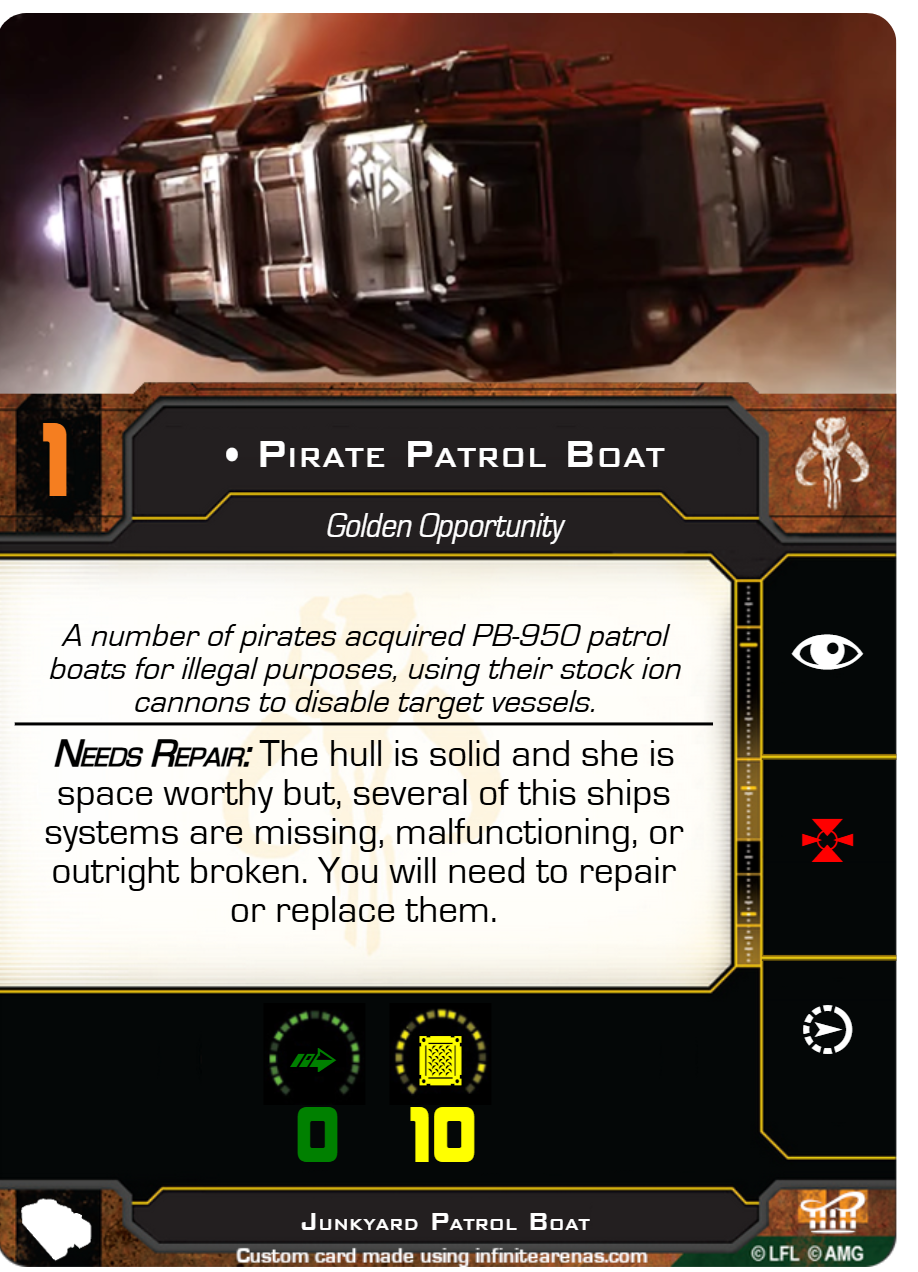 1
• Pirate Patrol Boat
Golden Opportunity
A number of pirates acquired PB-950 patrol
boats for illegal purposes, using their stock ion
cannons to disable target vessels.
Needs Repair: The hull is solid and she is
space worthy but, several of this ships
systems are missing, malfunctioning, or
outright broken. You will need to repair
or replace them.
0 10
Junkyard Patrol Boat
Custom card made using infinitearenas.com
© LFL © AMG